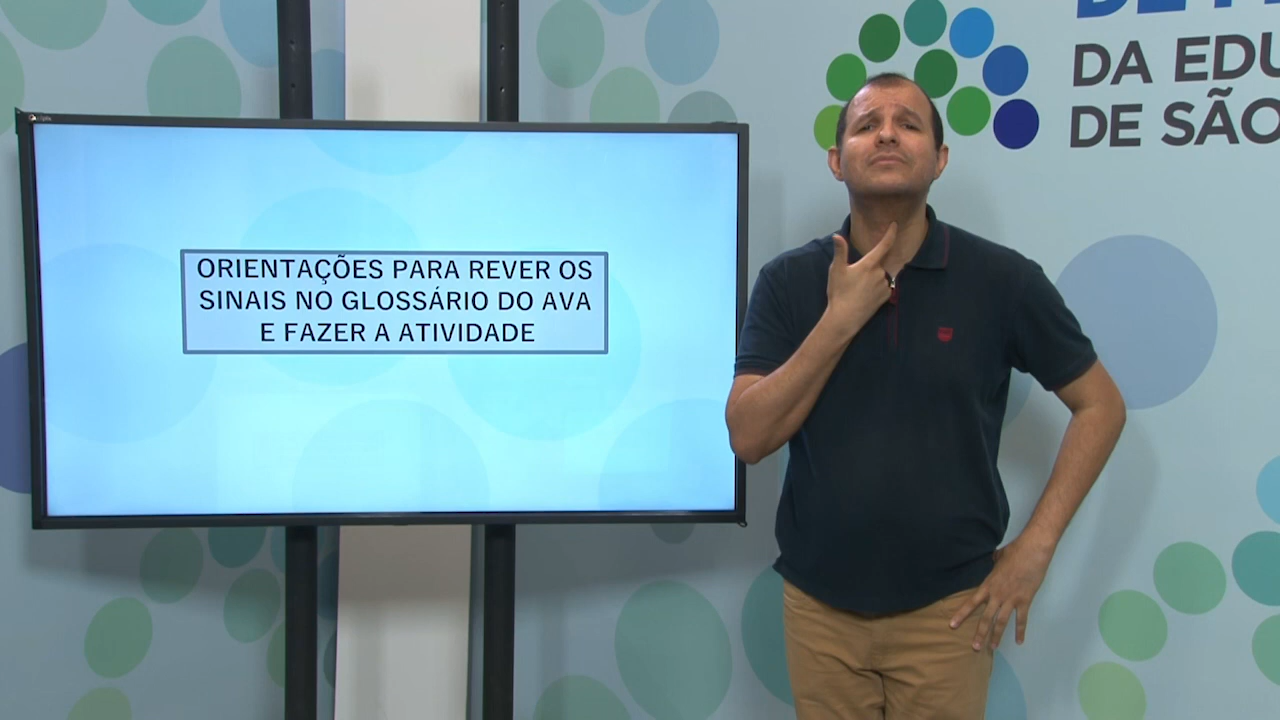 ORIENTAÇÕES PARA REVER OS
SINAIS NO GLOSSÁRIO DO AVA
E FAZER A ATIVIDADE
DA EDU
DE SÃO